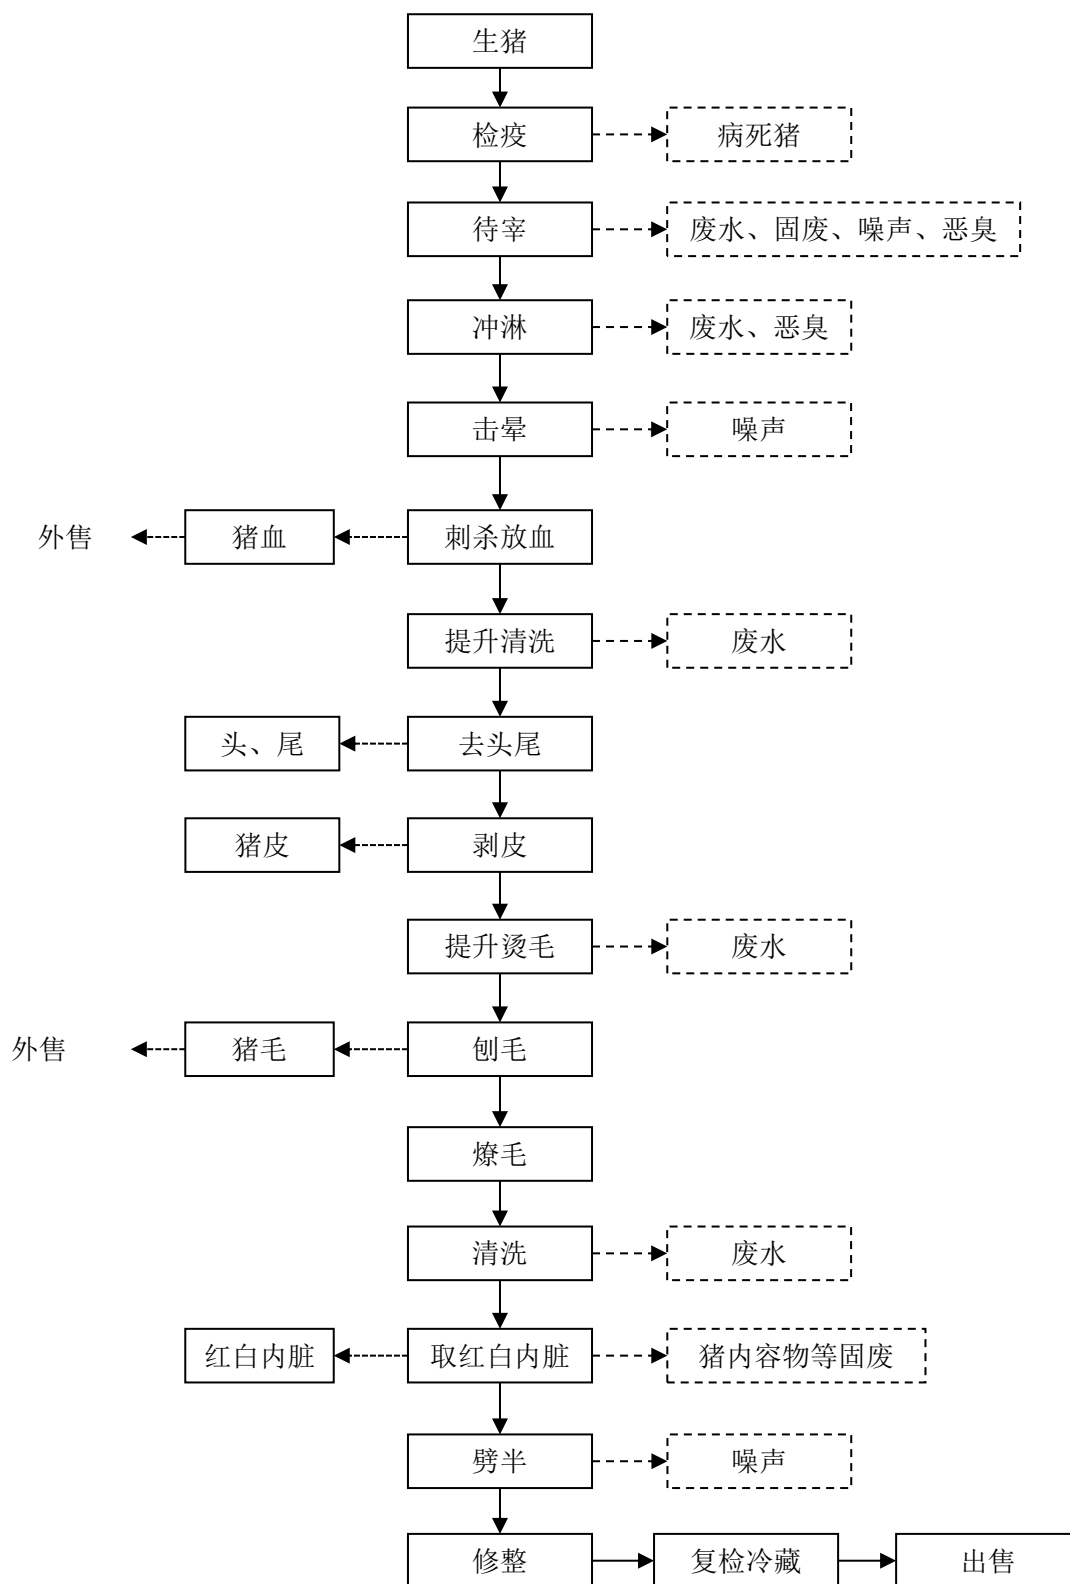 生猪
检疫
病死猪
待宰
废水、固废、噪声、恶臭
冲淋
废水、恶臭
击晕
噪声
外售
猪血
刺杀放血
提升清洗
废水
头、尾
去头尾
猪皮
剥皮
提升烫毛
废水
外售
猪毛
刨毛
燎毛
清洗
废水
红白内脏
取红白内脏
猪内容物等固废
劈半
噪声
修整
复检冷藏
出售